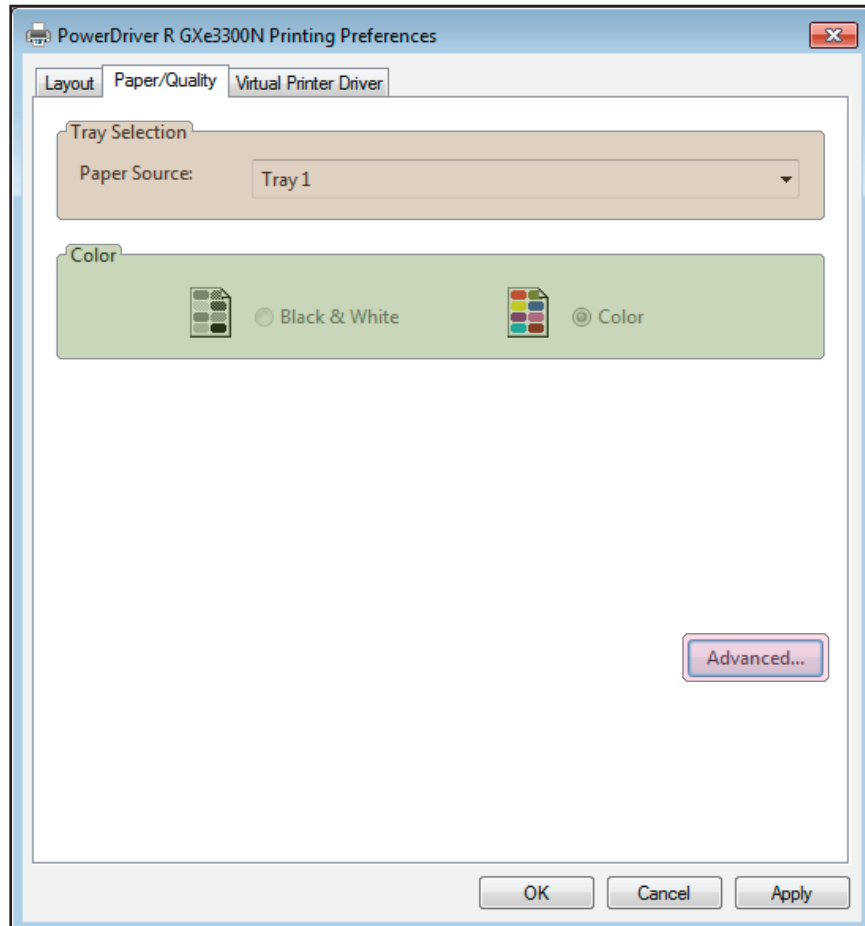 PowerDriver R GXe3300N Printing Preferences
Layout Paper/Quality Virtual Printer Driver
Tray Selection
Paper Source: Tray 1
Color
Black & White Color
Advanced...
OK Cancel Apply